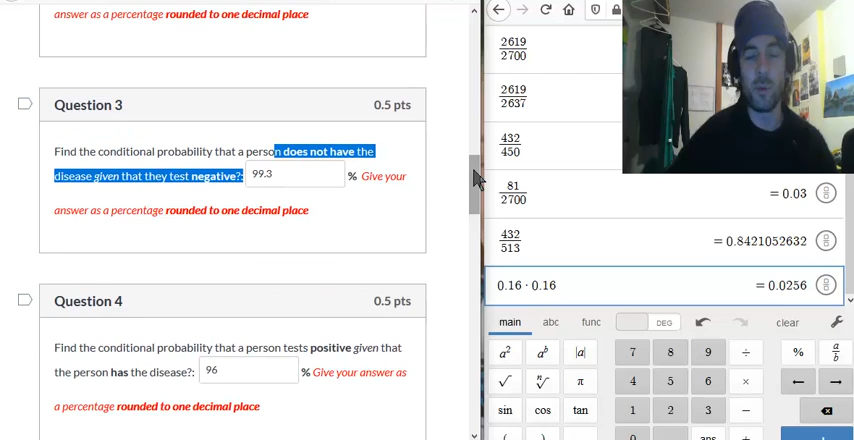 answer as a percentage rounded to one decimal place
Question 3
0.5 pts
Find the conditional probability that a person does not have the
disease given that they test negative?: 99.3 % Give your
answer as a percentage rounded to one decimal place
Question 4
0.5 pts
Find the conditional probability that a person tests positive given that
the person has the disease?: 96 % Give your answer as
a percentage rounded to one decimal place
2619
2700
2619
2637
432
450
81
2700
= 0.03
432
513
= 0.8421052632
0.16 · 0.16
= 0.0256
main abc func DEG clear
a² aᵇ |a| 7 8 9 ÷ % a/b
√ ⁿ√ π 4 5 6 ×
sin cos tan 1 2 3 −
( ) 0 . ans +